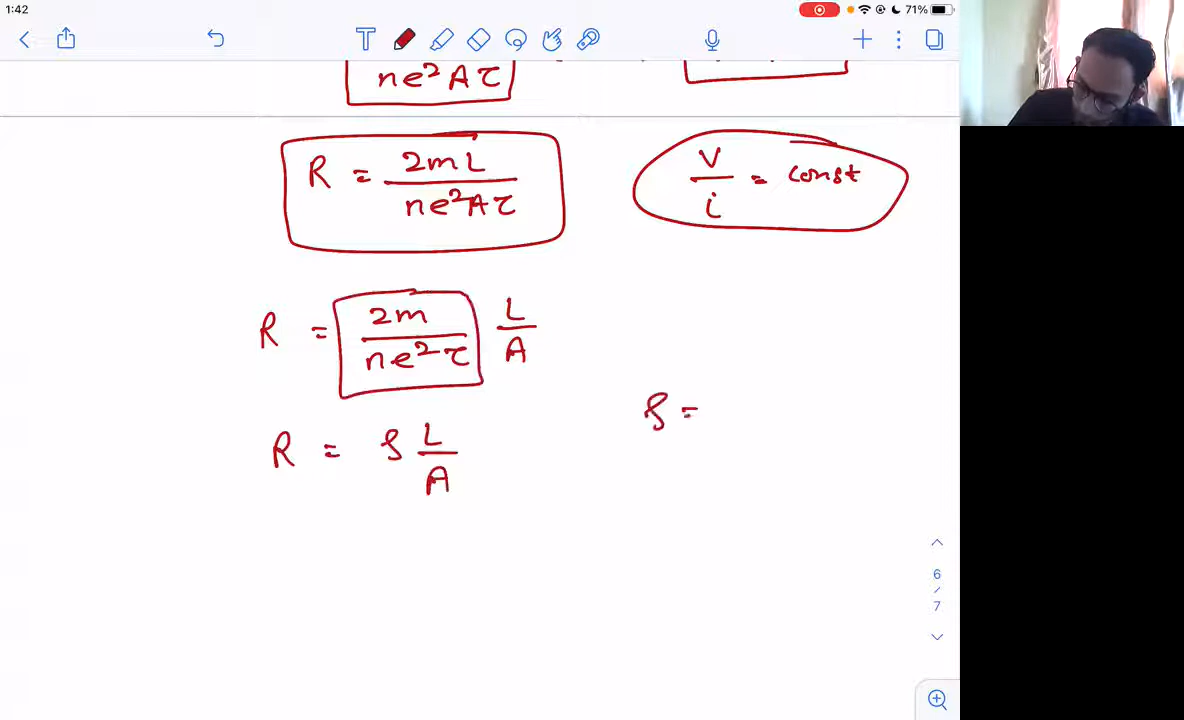 1:42
71%
T
ne²Aτ
R = 2mL / ne²Aτ
V / i = const
R = 2m / ne²τ L / A
ρ =
R = ρ L / A
6
/
7